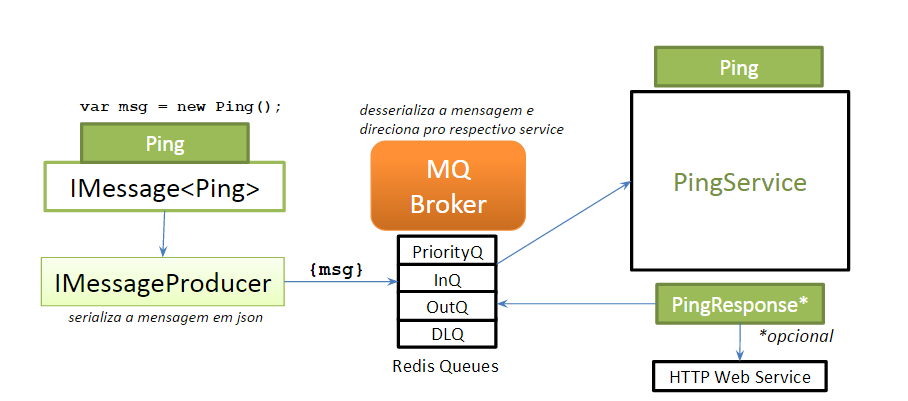 var msg = new Ping();
Ping
IMessage<Ping>
IMessageProducer
serializa a mensagem em json
{msg}
desserializa a mensagem e
direciona pro respectivo service
MQ
Broker
PriorityQ
InQ
OutQ
DLQ
Redis Queues
Ping
PingService
PingResponse*
*opcional
HTTP Web Service